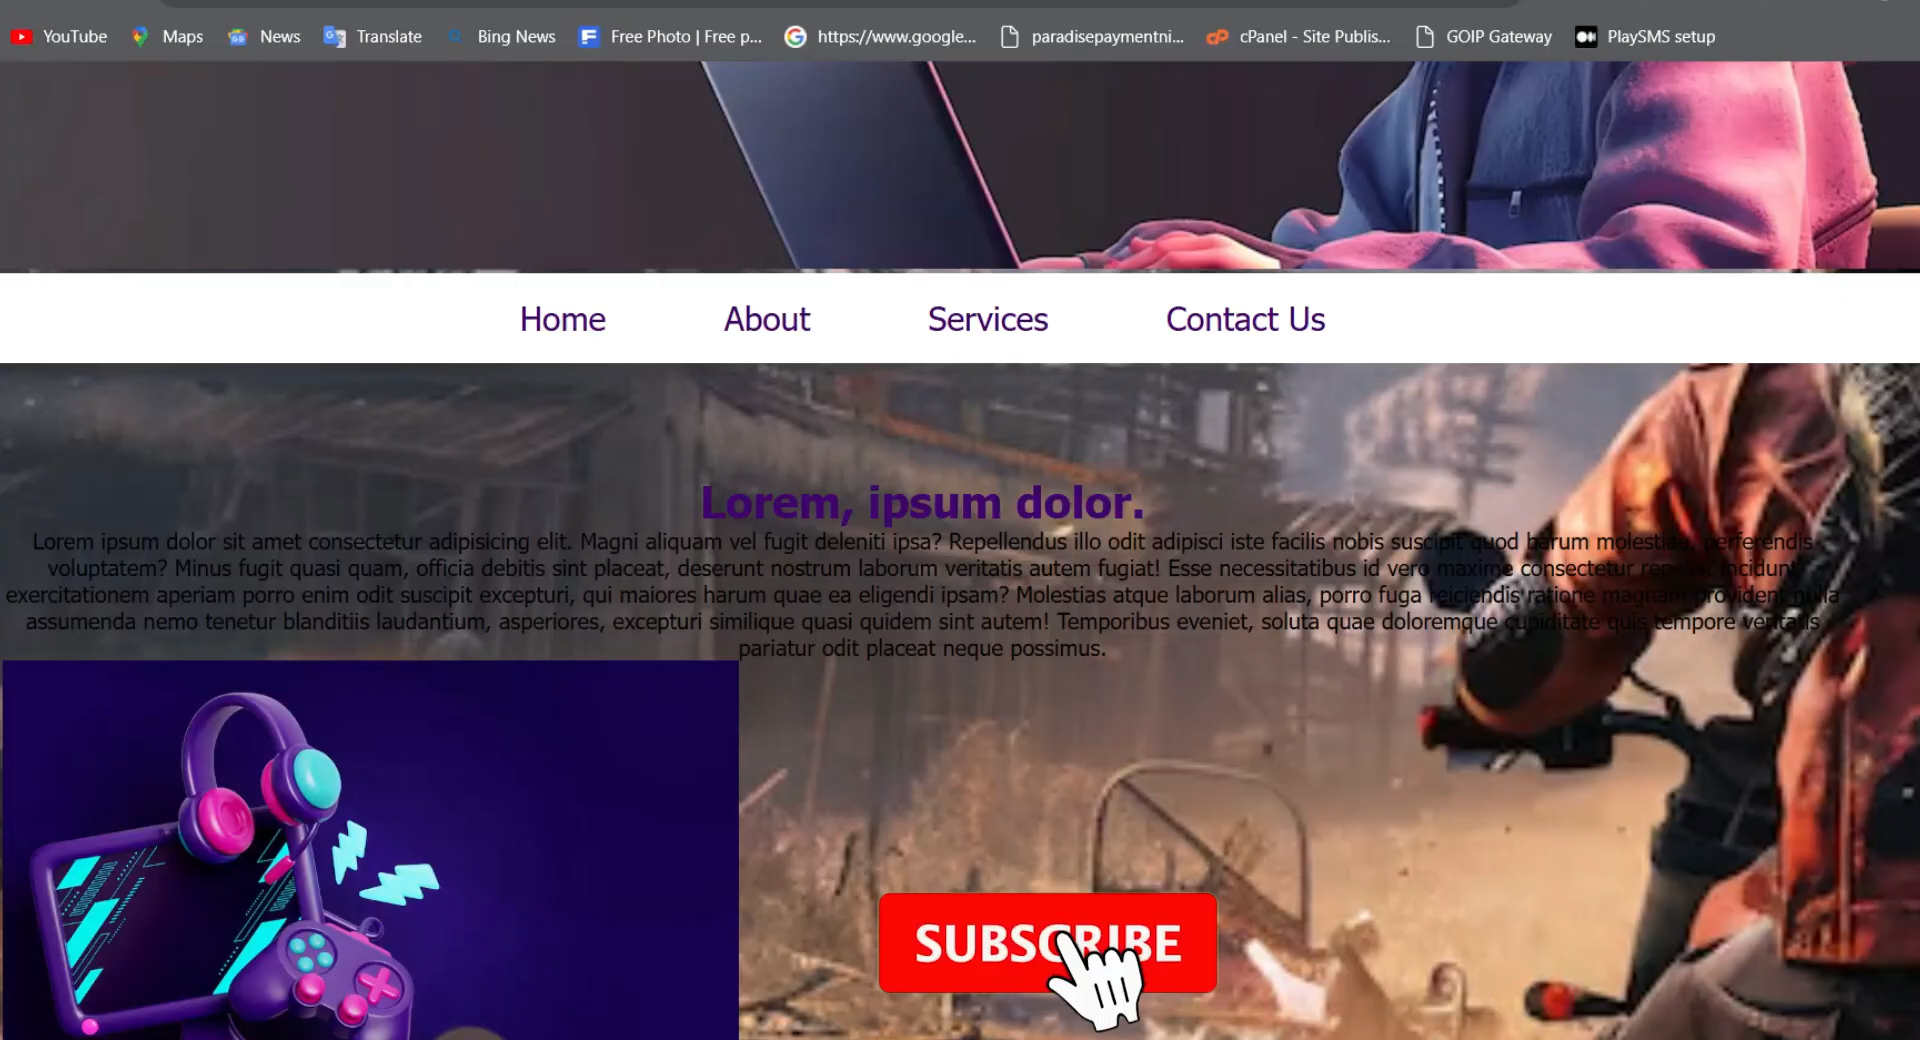 YouTube Maps News Translate Bing News Free Photo | Free p... https://www.google... paradisepaymentni... cPanel - Site Publis... GOIP Gateway PlaySMS setup
Home About Services Contact Us
Lorem, ipsum dolor.
Lorem ipsum dolor sit amet consectetur adipisicing elit. Magni aliquam vel fugit deleniti ipsa? Repellendus illo odit adipisci iste facilis nobis suscipit quod harum molestiae, perferendis
voluptatem? Minus fugit quasi quam, officia debitis sint placeat, deserunt nostrum laborum veritatis autem fugiat! Esse necessitatibus id vero maxime consectetur repellat incidunt
exercitationem aperiam porro enim odit suscipit excepturi, qui maiores harum quae ea eligendi ipsam? Molestias atque laborum alias, porro fuga reiciendis ratione magnam provident nulla
assumenda nemo tenetur blanditiis laudantium, asperiores, excepturi similique quasi quidem sint autem! Temporibus eveniet, soluta quae doloremque cupiditate quis tempore veritatis
pariatur odit placeat neque possimus.
SUBSCRIBE